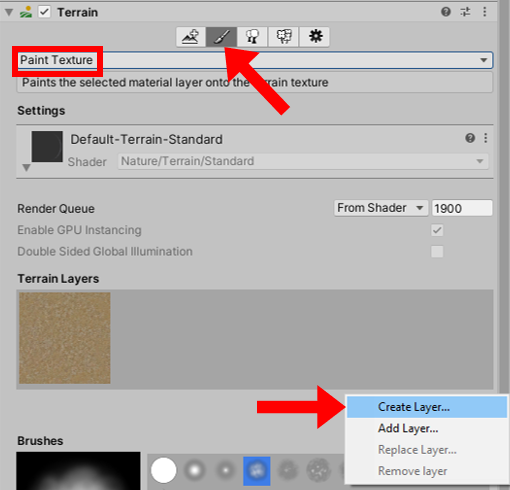 Terrain
Paint Texture
Paints the selected material layer onto the terrain texture
Settings
Default-Terrain-Standard
Shader Nature/Terrain/Standard
Render Queue From Shader 1900
Enable GPU Instancing
Double Sided Global Illumination
Terrain Layers
Create Layer...
Add Layer...
Replace Layer...
Remove layer
Brushes